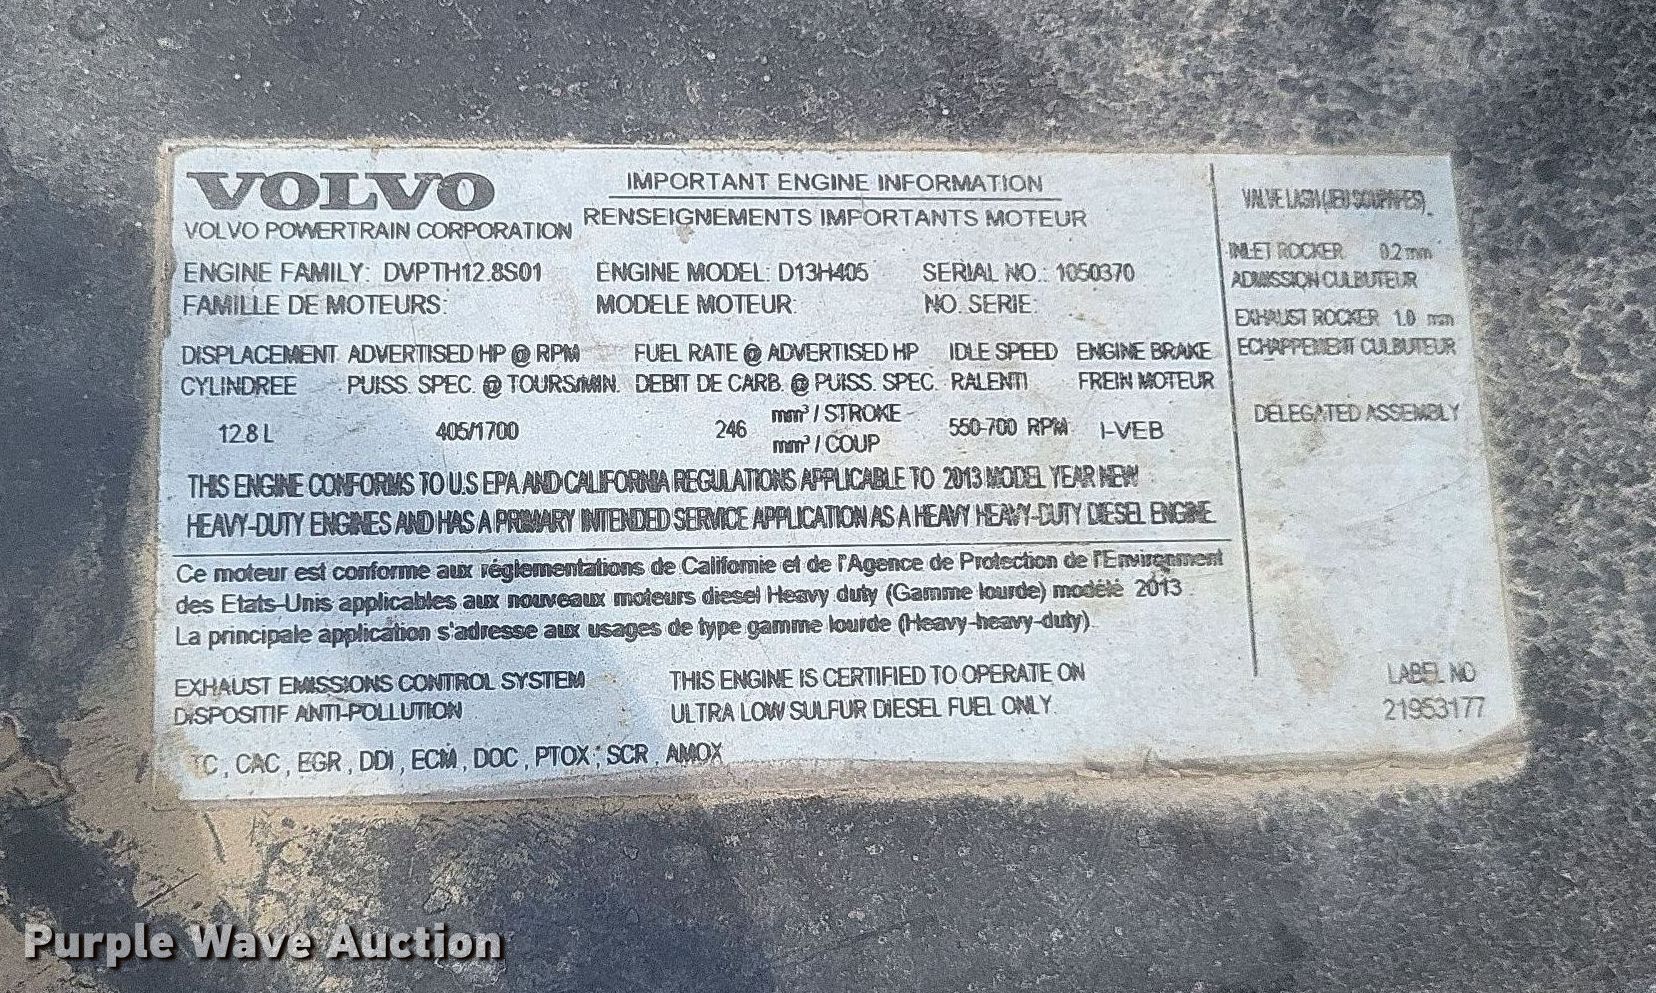 VOLVO
VOLVO POWERTRAIN CORPORATION
IMPORTANT ENGINE INFORMATION
RENSEIGNEMENTS IMPORTANTS MOTEUR
ENGINE FAMILY: DVPTH12.8S01 ENGINE MODEL: D13H405 SERIAL NO.: 1050370
FAMILLE DE MOTEURS: MODELE MOTEUR: NO. SERIE:
DISPLACEMENT ADVERTISED HP @ RPM FUEL RATE @ ADVERTISED HP IDLE SPEED ENGINE BRAKE
CYLINDREE PUISS. SPEC. @ TOURS/MIN. DEBIT DE CARB. @ PUISS. SPEC. RALENTI FREIN MOTEUR
12.8 L 405/1700 246 mm³ / STROKE 550-700 RPM I-VEB
mm³ / COUP
THIS ENGINE CONFORMS TO U.S EPA AND CALIFORNIA REGULATIONS APPLICABLE TO 2013 MODEL YEAR NEW
HEAVY-DUTY ENGINES AND HAS A PRIMARY INTENDED SERVICE APPLICATION AS A HEAVY HEAVY-DUTY DIESEL ENGINE.
Ce moteur est conforme aux réglementations de Californie et de l'Agence de Protection de l'Environment
des Etats-Unis applicables aux nouveaux moteurs diesel Heavy duty (Gamme lourde) modélé 2013.
La principale application s'adresse aux usages de type gamme lourde (Heavy-heavy-duty).
EXHAUST EMISSIONS CONTROL SYSTEM THIS ENGINE IS CERTIFIED TO OPERATE ON
DISPOSITIF ANTI-POLLUTION ULTRA LOW SULFUR DIESEL FUEL ONLY.
TC, CAC, EGR, DDI, ECM, DOC, PTOX, SCR, AMOX
VALVE LASH (JEU SOUPAPES).
INLET ROCKER 0.2 mm
ADMISSION CULBUTEUR
EXHAUST ROCKER 1.0 mm
ECHAPPEMENT CULBUTEUR
DELEGATED ASSEMBLY
LABEL NO
21953177
Purple Wave Auction